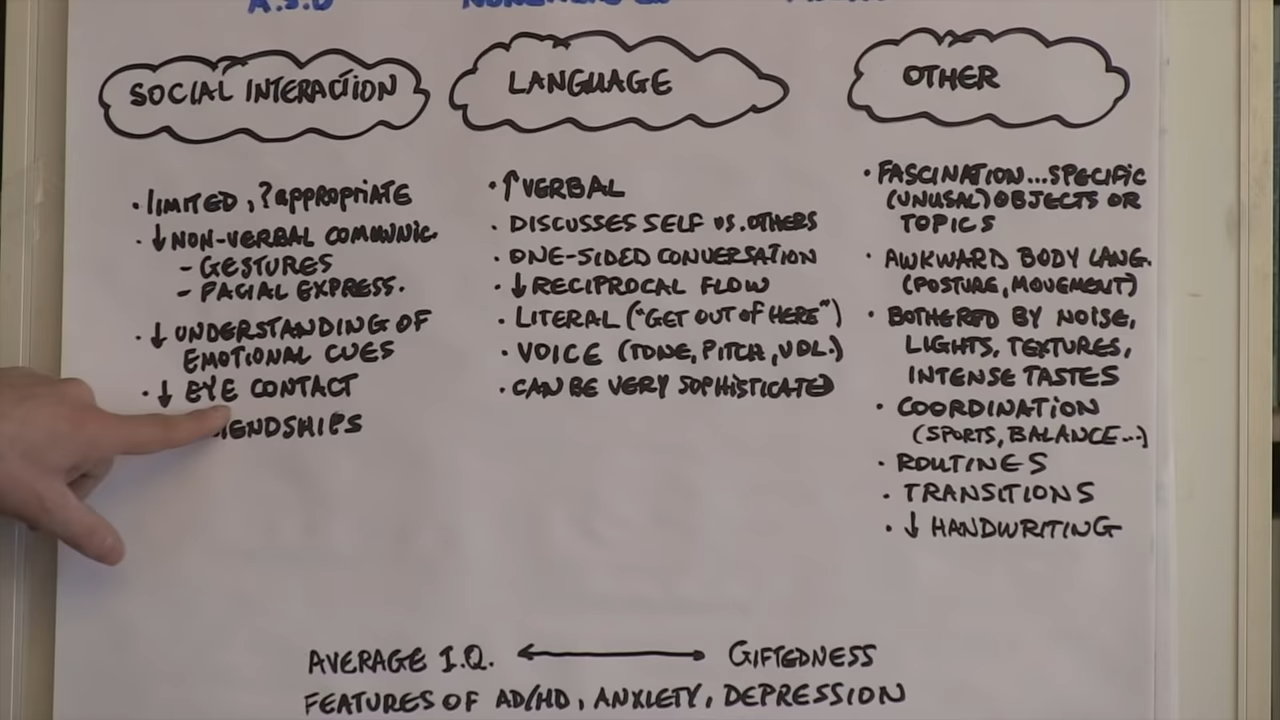 A.S.D
SOCIAL INTERACTION
• LIMITED, ? appropriate
• ↓ NON-VERBAL COMMUNIC.
- GESTURES
- FACIAL EXPRESS.
• ↓ UNDERSTANDING OF
EMOTIONAL CUES
• ↓ EYE CONTACT
IENDSHIPS
LANGUAGE
• ↑ VERBAL
• DISCUSSES SELF VS. OTHERS
• ONE-SIDED CONVERSATION
• ↓ RECIPROCAL FLOW
• LITERAL ("GET OUT OF HERE")
• VOICE (TONE, PITCH, VOL.)
• CAN BE VERY SOPHISTICATED
OTHER
• FASCINATION...SPECIFIC
(UNUSAL) OBJECTS OR
TOPICS
• AWKWARD BODY LANG.
(POSTURE, MOVEMENT)
• BOTHERED BY NOISE,
LIGHTS, TEXTURES,
INTENSE TASTES
• COORDINATION
(SPORTS, BALANCE...)
• ROUTINES
• TRANSITIONS
• ↓ HANDWRITING
AVERAGE I.Q. ↔ GIFTEDNESS
FEATURES OF AD/HD, ANXIETY, DEPRESSION